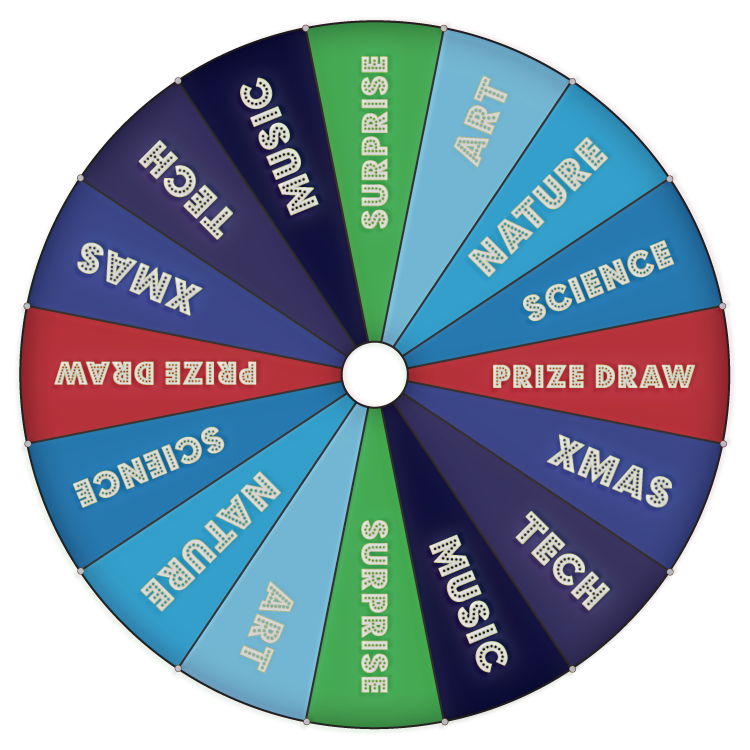 SURPRISE
ART
NATURE
SCIENCE
PRIZE DRAW
XMAS
TECH
MUSIC
SURPRISE
ART
NATURE
SCIENCE
PRIZE DRAW
XMAS
TECH
MUSIC